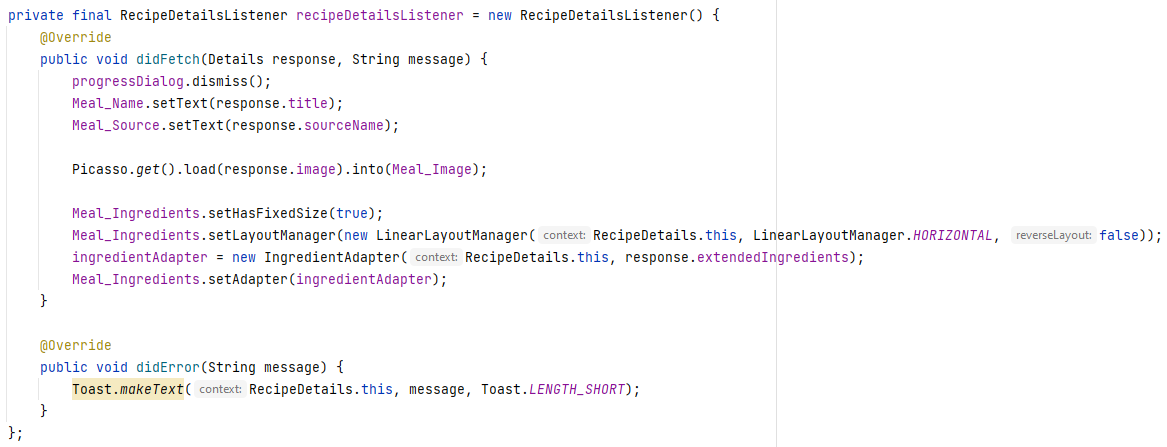 private final RecipeDetailsListener recipeDetailsListener = new RecipeDetailsListener() {
@Override
public void didFetch(Details response, String message) {
progressDialog.dismiss();
Meal_Name.setText(response.title);
Meal_Source.setText(response.sourceName);
Picasso.get().load(response.image).into(Meal_Image);
Meal_Ingredients.setHasFixedSize(true);
Meal_Ingredients.setLayoutManager(new LinearLayoutManager( context: RecipeDetails.this, LinearLayoutManager.HORIZONTAL, reverseLayout: false));
ingredientAdapter = new IngredientAdapter( context: RecipeDetails.this, response.extendedIngredients);
Meal_Ingredients.setAdapter(ingredientAdapter);
}
@Override
public void didError(String message) {
Toast.makeText( context: RecipeDetails.this, message, Toast.LENGTH_SHORT);
}
};